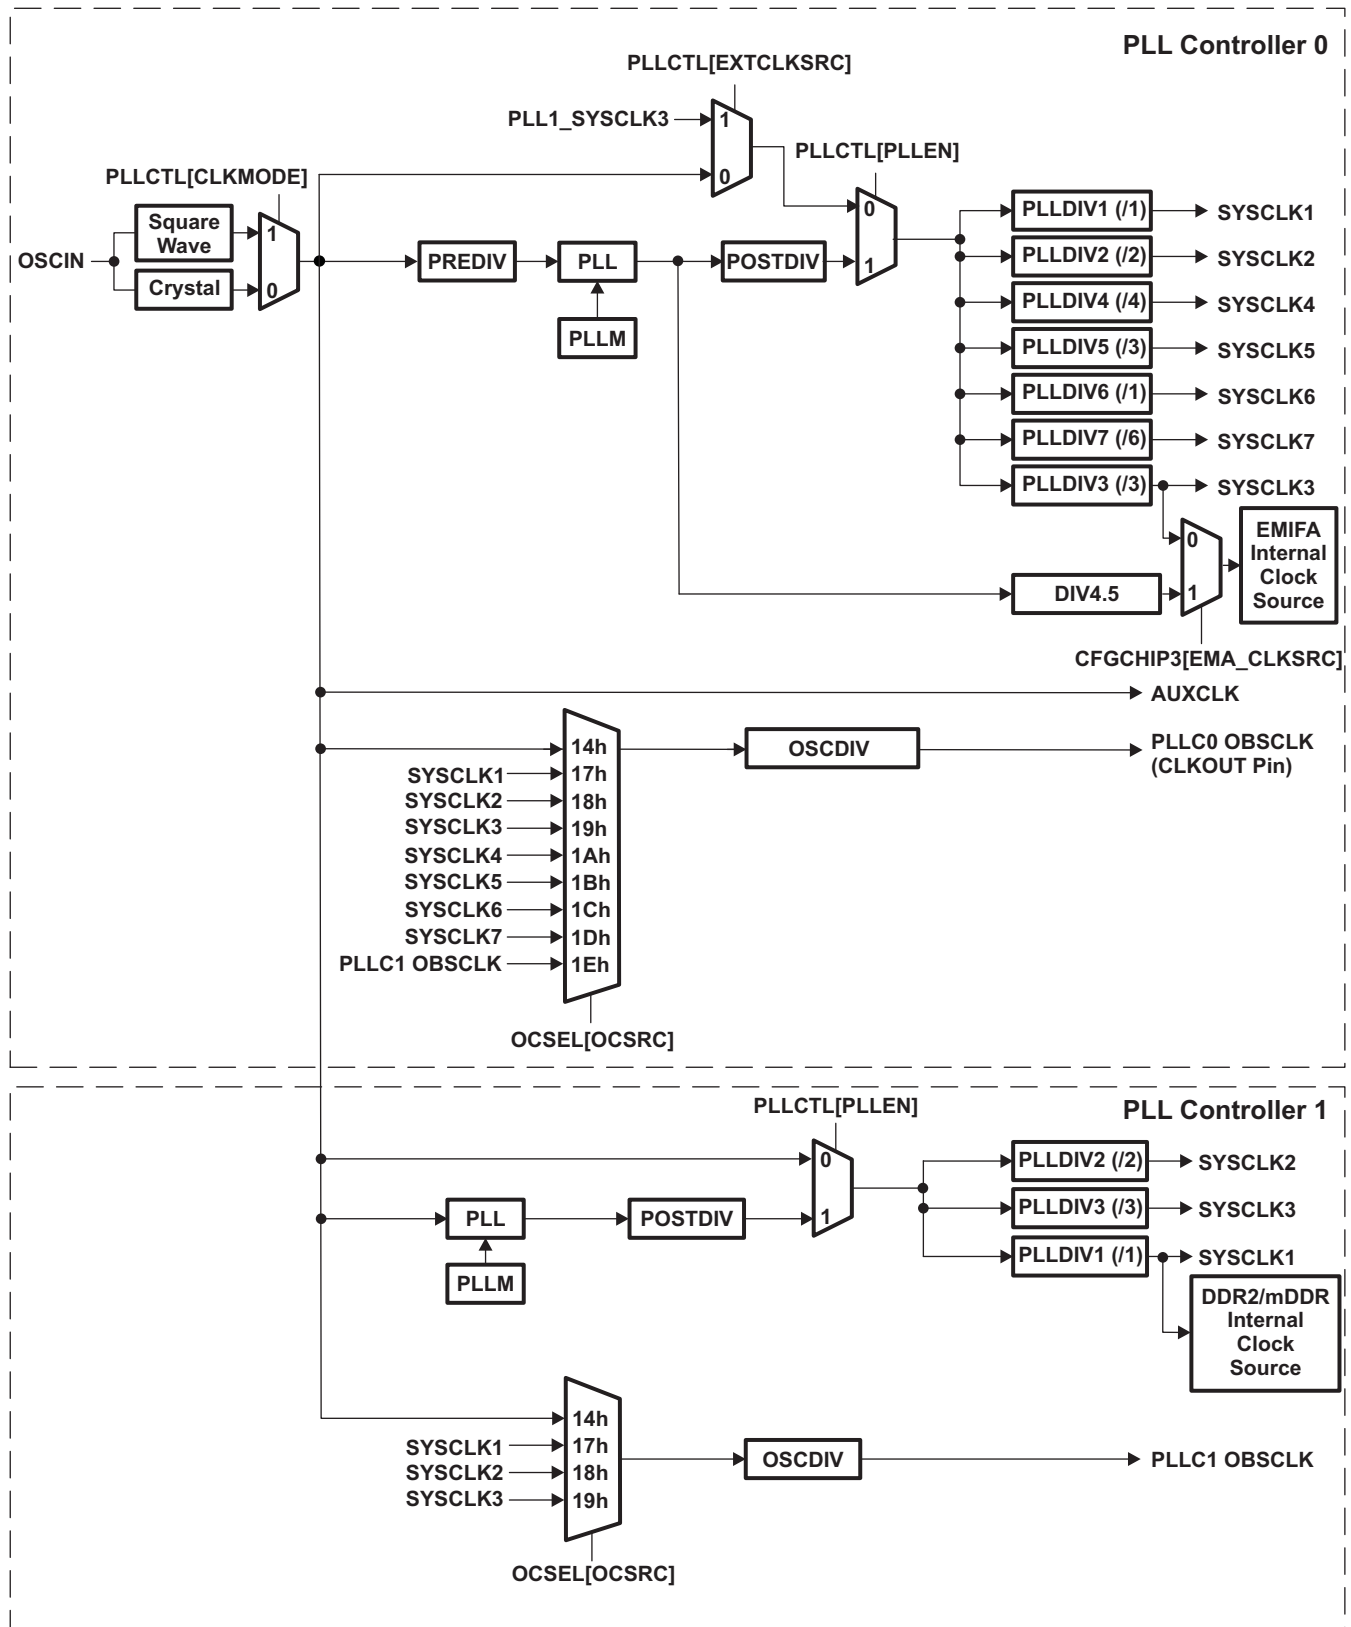 PLL Controller 0
PLLCTL[EXTCLKSRC]
PLL1_SYSCLK3
1
0
PLLCTL[PLLEN]
0
1
PLLCTL[CLKMODE]
OSCIN
Square
Wave
Crystal
1
0
PREDIV
PLL
PLLM
POSTDIV
PLLDIV1 (/1)
SYSCLK1
PLLDIV2 (/2)
SYSCLK2
PLLDIV4 (/4)
SYSCLK4
PLLDIV5 (/3)
SYSCLK5
PLLDIV6 (/1)
SYSCLK6
PLLDIV7 (/6)
SYSCLK7
PLLDIV3 (/3)
SYSCLK3
DIV4.5
0
1
EMIFA
Internal
Clock
Source
CFGCHIP3[EMA_CLKSRC]
AUXCLK
14h
SYSCLK1
17h
SYSCLK2
18h
SYSCLK3
19h
SYSCLK4
1Ah
SYSCLK5
1Bh
SYSCLK6
1Ch
SYSCLK7
1Dh
PLLC1 OBSCLK
1Eh
OCSEL[OCSRC]
OSCDIV
PLLC0 OBSCLK
(CLKOUT Pin)
PLL Controller 1
PLLCTL[PLLEN]
0
1
PLL
PLLM
POSTDIV
PLLDIV2 (/2)
SYSCLK2
PLLDIV3 (/3)
SYSCLK3
PLLDIV1 (/1)
SYSCLK1
DDR2/mDDR
Internal
Clock
Source
14h
SYSCLK1
17h
SYSCLK2
18h
SYSCLK3
19h
OCSEL[OCSRC]
OSCDIV
PLLC1 OBSCLK